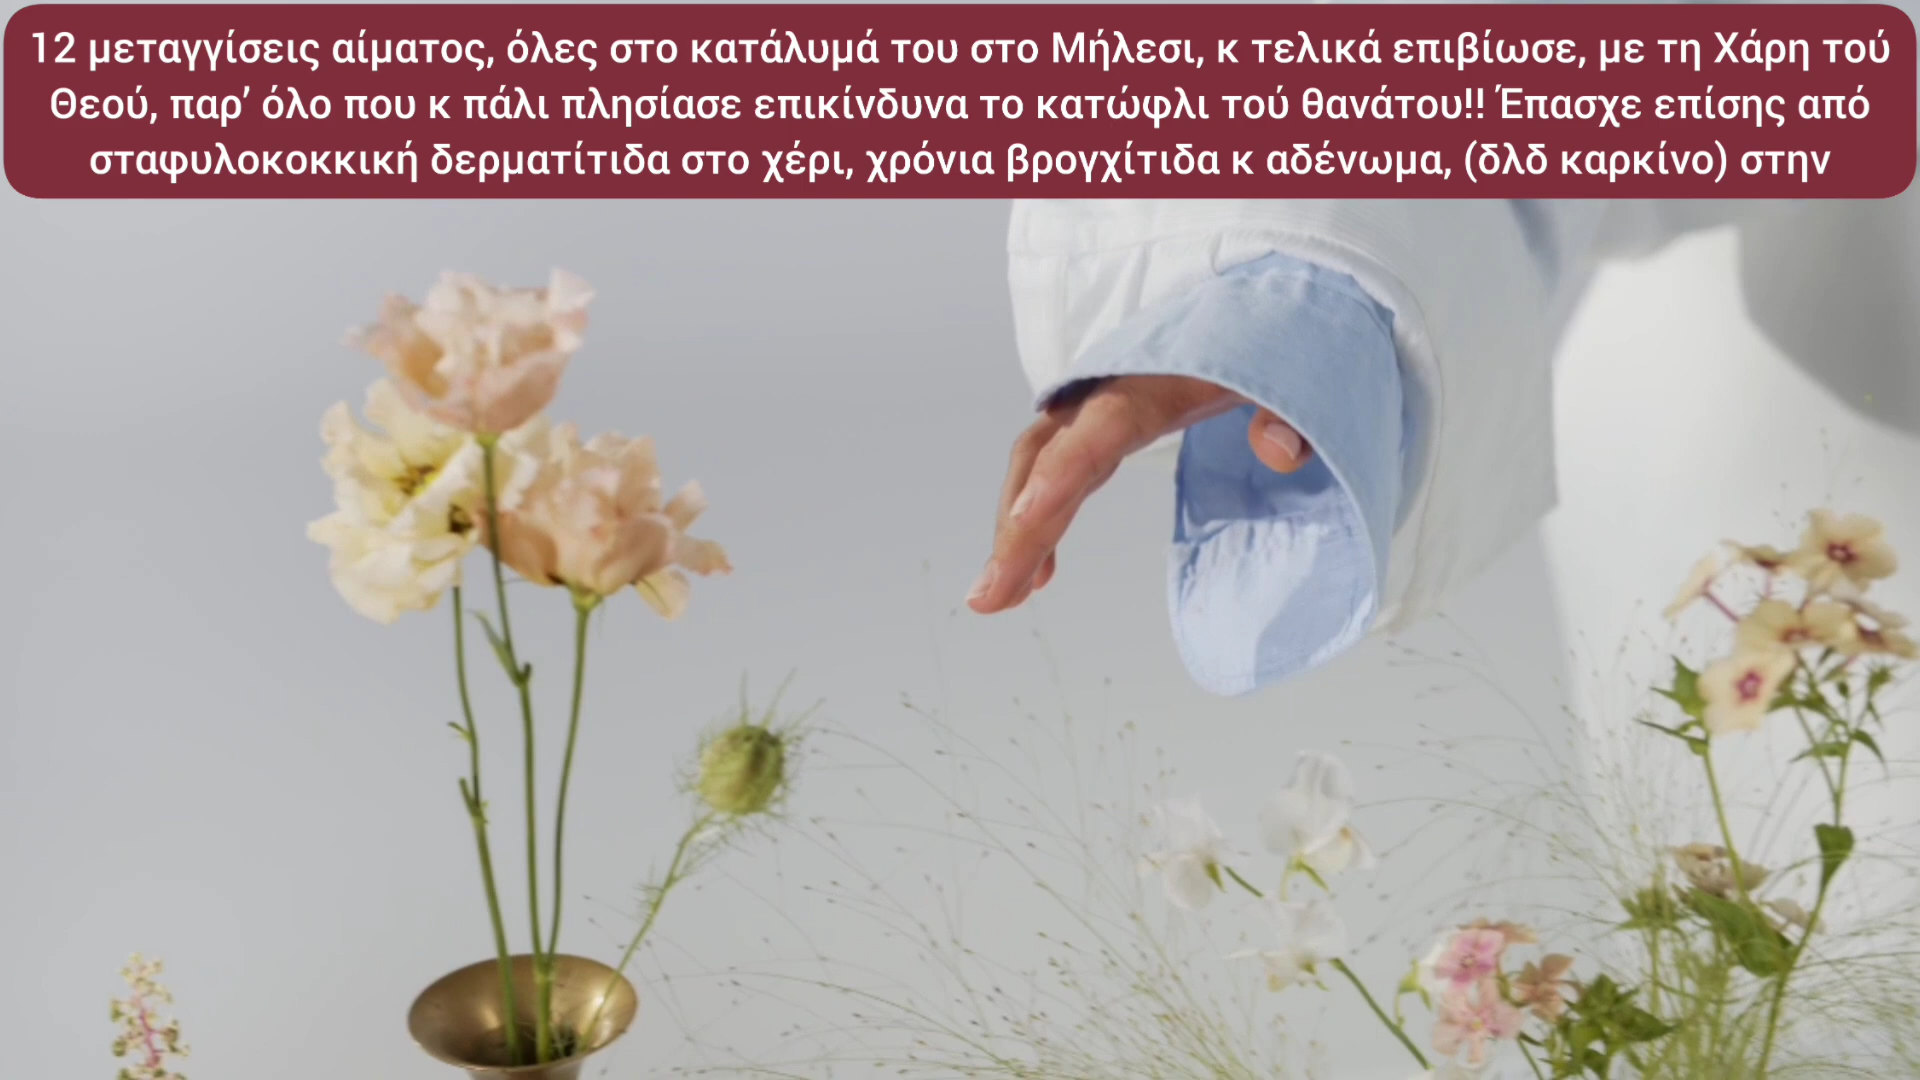 12 μεταγγίσεις αίματος, όλες στο κατάλυμά του στο Μήλεσι, κ τελικά επιβίωσε, με τη Χάρη τού
Θεού, παρ’ όλο που κ πάλι πλησίασε επικίνδυνα το κατώφλι τού θανάτου!! Έπασχε επίσης από
σταφυλοκοκκική δερματίτιδα στο χέρι, χρόνια βρογχίτιδα κ αδένωμα, (δλδ καρκίνο) στην